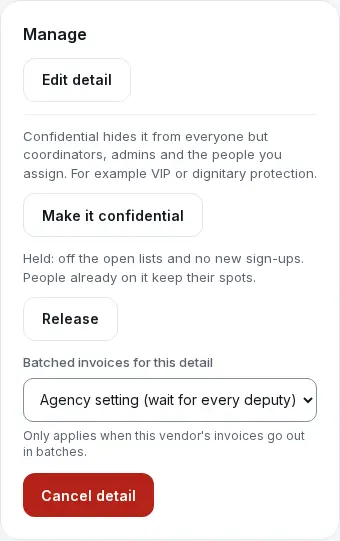 Manage
Edit detail
Confidential hides it from everyone but
coordinators, admins and the people you
assign. For example VIP or dignitary protection.
Make it confidential
Held: off the open lists and no new sign-ups.
People already on it keep their spots.
Release
Batched invoices for this detail
Agency setting (wait for every deputy)
Only applies when this vendor's invoices go out
in batches.
Cancel detail